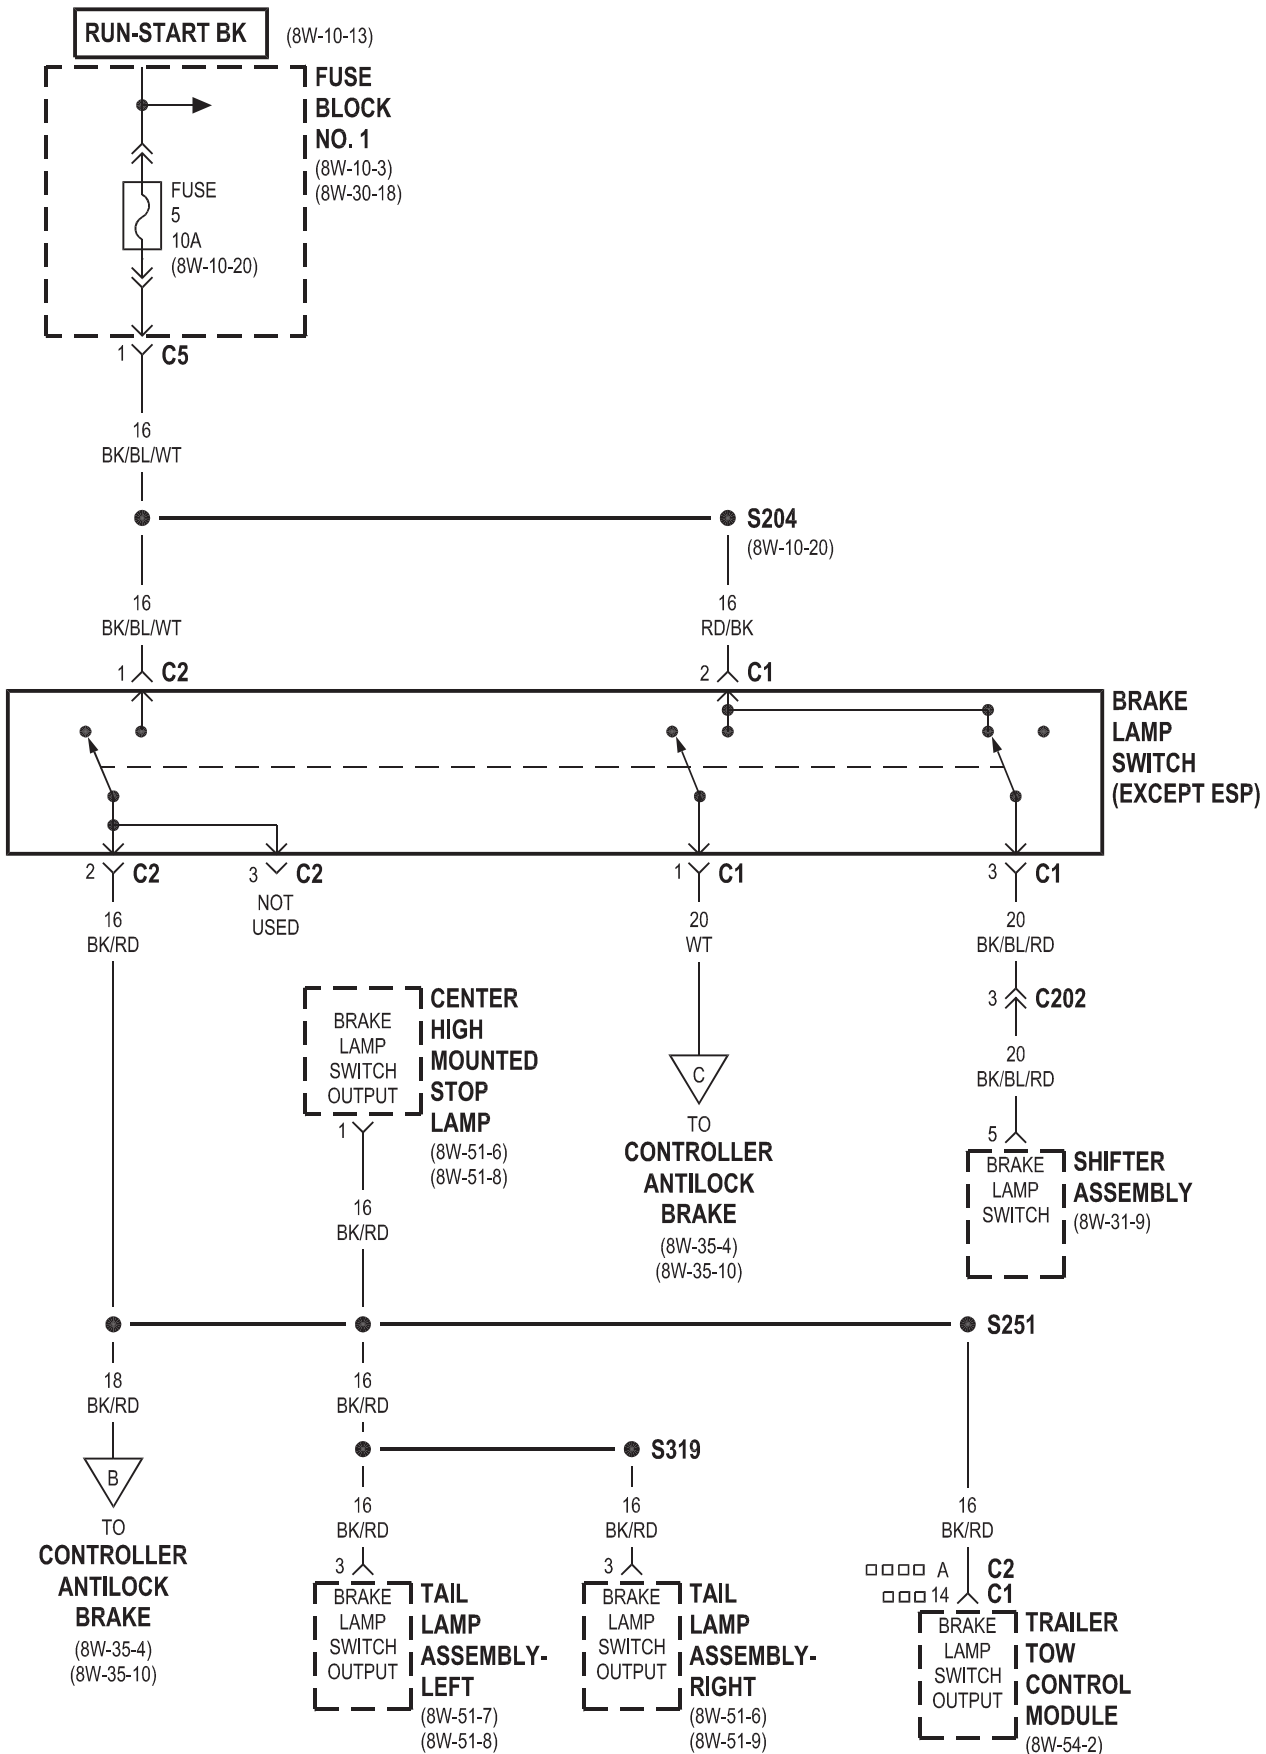 RUN-START BK (8W-10-13)
FUSE
BLOCK
NO. 1
(8W-10-3)
(8W-30-18)
FUSE
5
10A
(8W-10-20)
1 C5
16
BK/BL/WT
S204
(8W-10-20)
16
BK/BL/WT
16
RD/BK
1 C2
2 C1
BRAKE
LAMP
SWITCH
(EXCEPT ESP)
2 C2
3 C2
NOT
USED
1 C1
3 C1
16
BK/RD
20
WT
20
BK/BL/RD
3 C202
20
BK/BL/RD
BRAKE
LAMP
SWITCH
OUTPUT
CENTER
HIGH
MOUNTED
STOP
LAMP
(8W-51-6)
(8W-51-8)
1
16
BK/RD
C
TO
CONTROLLER
ANTILOCK
BRAKE
(8W-35-4)
(8W-35-10)
5
BRAKE
LAMP
SWITCH
SHIFTER
ASSEMBLY
(8W-31-9)
S251
18
BK/RD
B
TO
CONTROLLER
ANTILOCK
BRAKE
(8W-35-4)
(8W-35-10)
16
BK/RD
S319
16
BK/RD
3
BRAKE
LAMP
SWITCH
OUTPUT
TAIL
LAMP
ASSEMBLY-
LEFT
(8W-51-7)
(8W-51-8)
16
BK/RD
3
BRAKE
LAMP
SWITCH
OUTPUT
TAIL
LAMP
ASSEMBLY-
RIGHT
(8W-51-6)
(8W-51-9)
16
BK/RD
□□□□ A C2
□□□ 14 C1
BRAKE
LAMP
SWITCH
OUTPUT
TRAILER
TOW
CONTROL
MODULE
(8W-54-2)